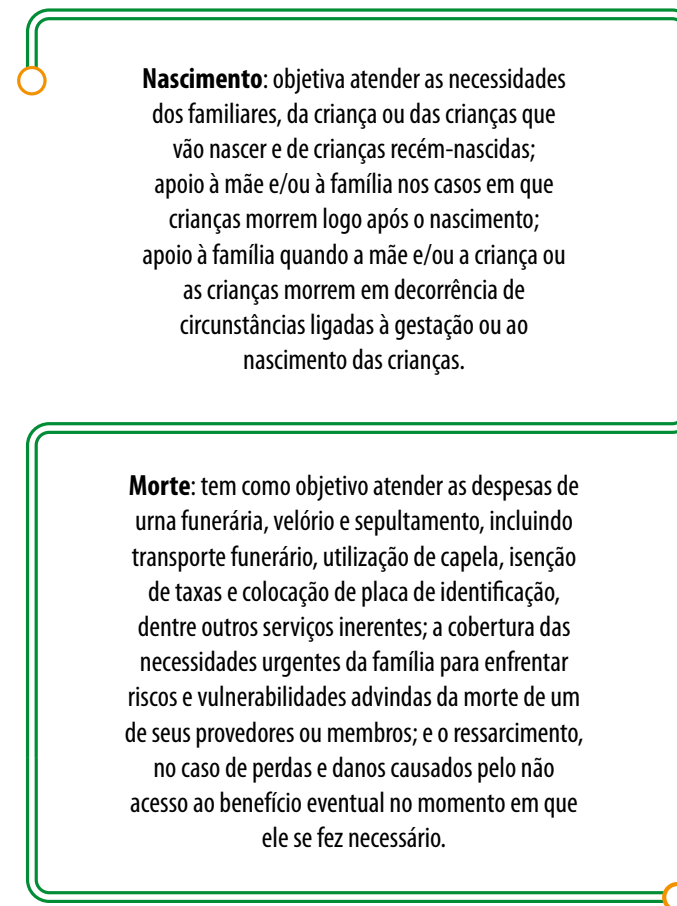 Nascimento: objetiva atender as necessidades
dos familiares, da criança ou das crianças que
vão nascer e de crianças recém-nascidas;
apoio à mãe e/ou à família nos casos em que
crianças morrem logo após o nascimento;
apoio à família quando a mãe e/ou a criança ou
as crianças morrem em decorrência de
circunstâncias ligadas à gestação ou ao
nascimento das crianças.
Morte: tem como objetivo atender as despesas de
urna funerária, velório e sepultamento, incluindo
transporte funerário, utilização de capela, isenção
de taxas e colocação de placa de identificação,
dentre outros serviços inerentes; a cobertura das
necessidades urgentes da família para enfrentar
riscos e vulnerabilidades advindas da morte de um
de seus provedores ou membros; e o ressarcimento,
no caso de perdas e danos causados pelo não
acesso ao benefício eventual no momento em que
ele se fez necessário.